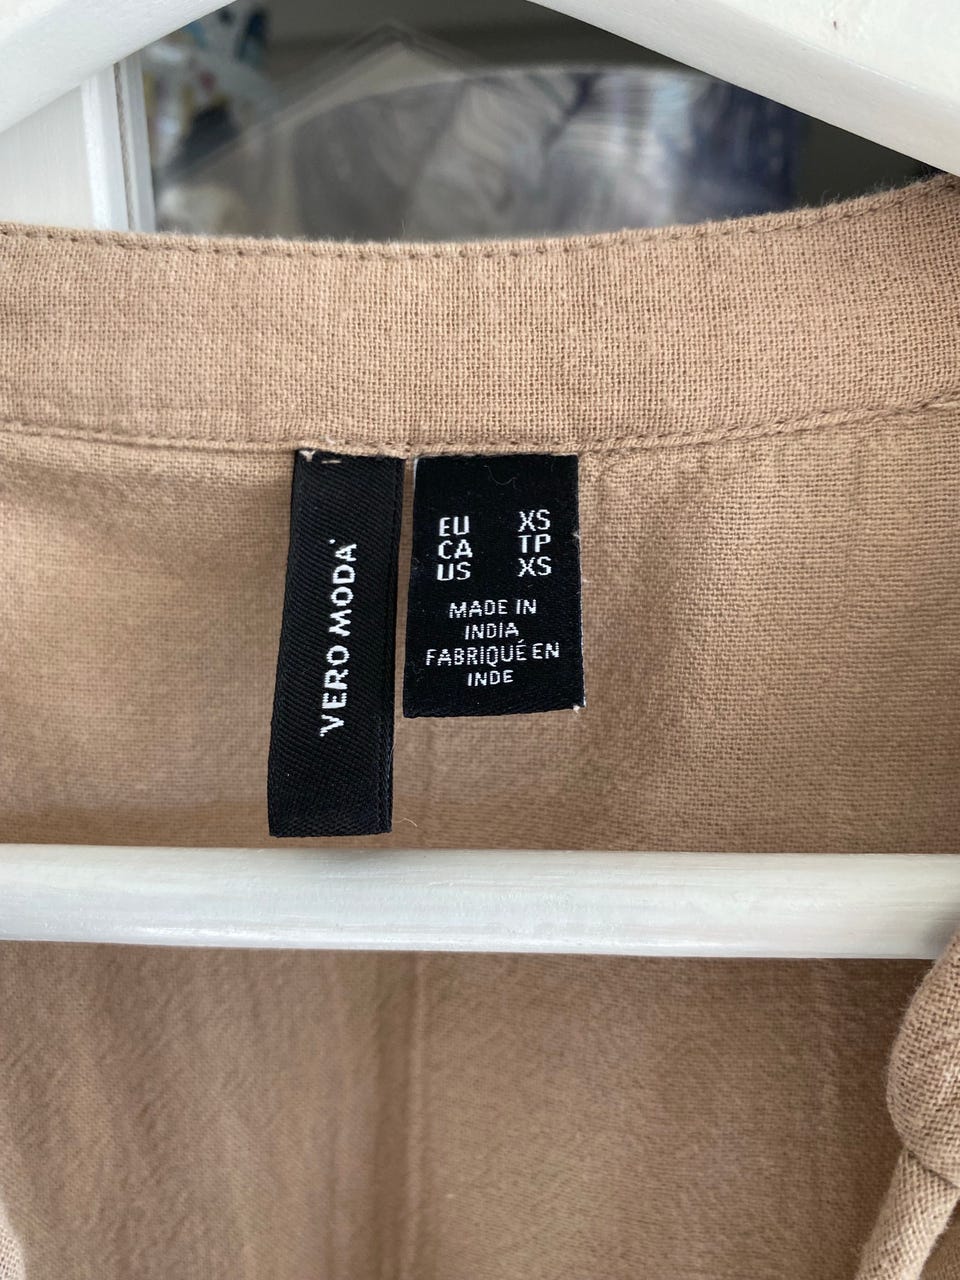 VERO MODA
EU XS
CA TP
US XS
MADE IN
INDIA
FABRIQUÉ EN
INDE